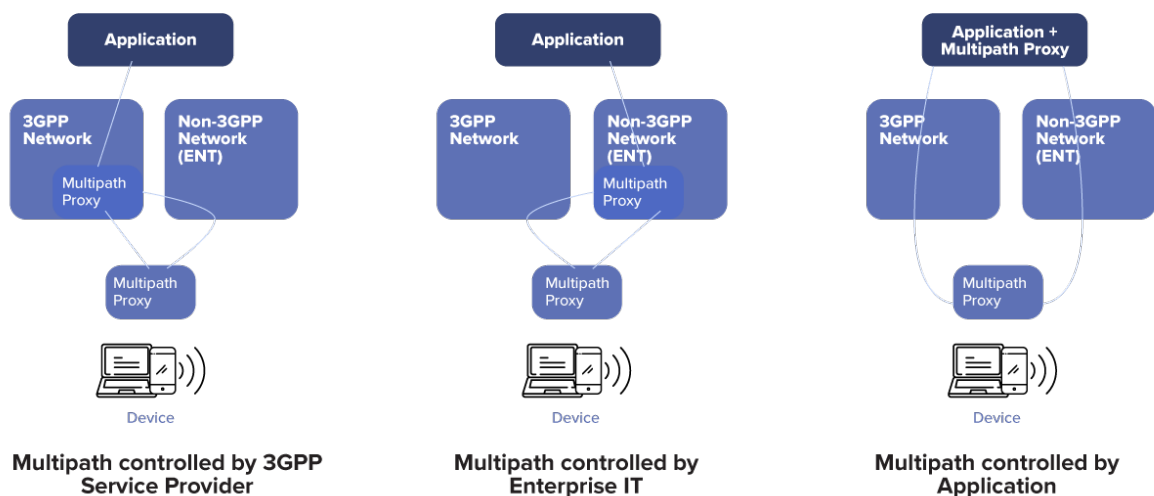 Application
3GPP
Network
Non-3GPP
Network
(ENT)
Multipath
Proxy
Multipath
Proxy
Device
Multipath controlled by 3GPP
Service Provider
Application
3GPP
Network
Non-3GPP
Network
(ENT)
Multipath
Proxy
Multipath
Proxy
Device
Multipath controlled by
Enterprise IT
Application +
Multipath Proxy
3GPP
Network
Non-3GPP
Network
(ENT)
Multipath
Proxy
Device
Multipath controlled by
Application